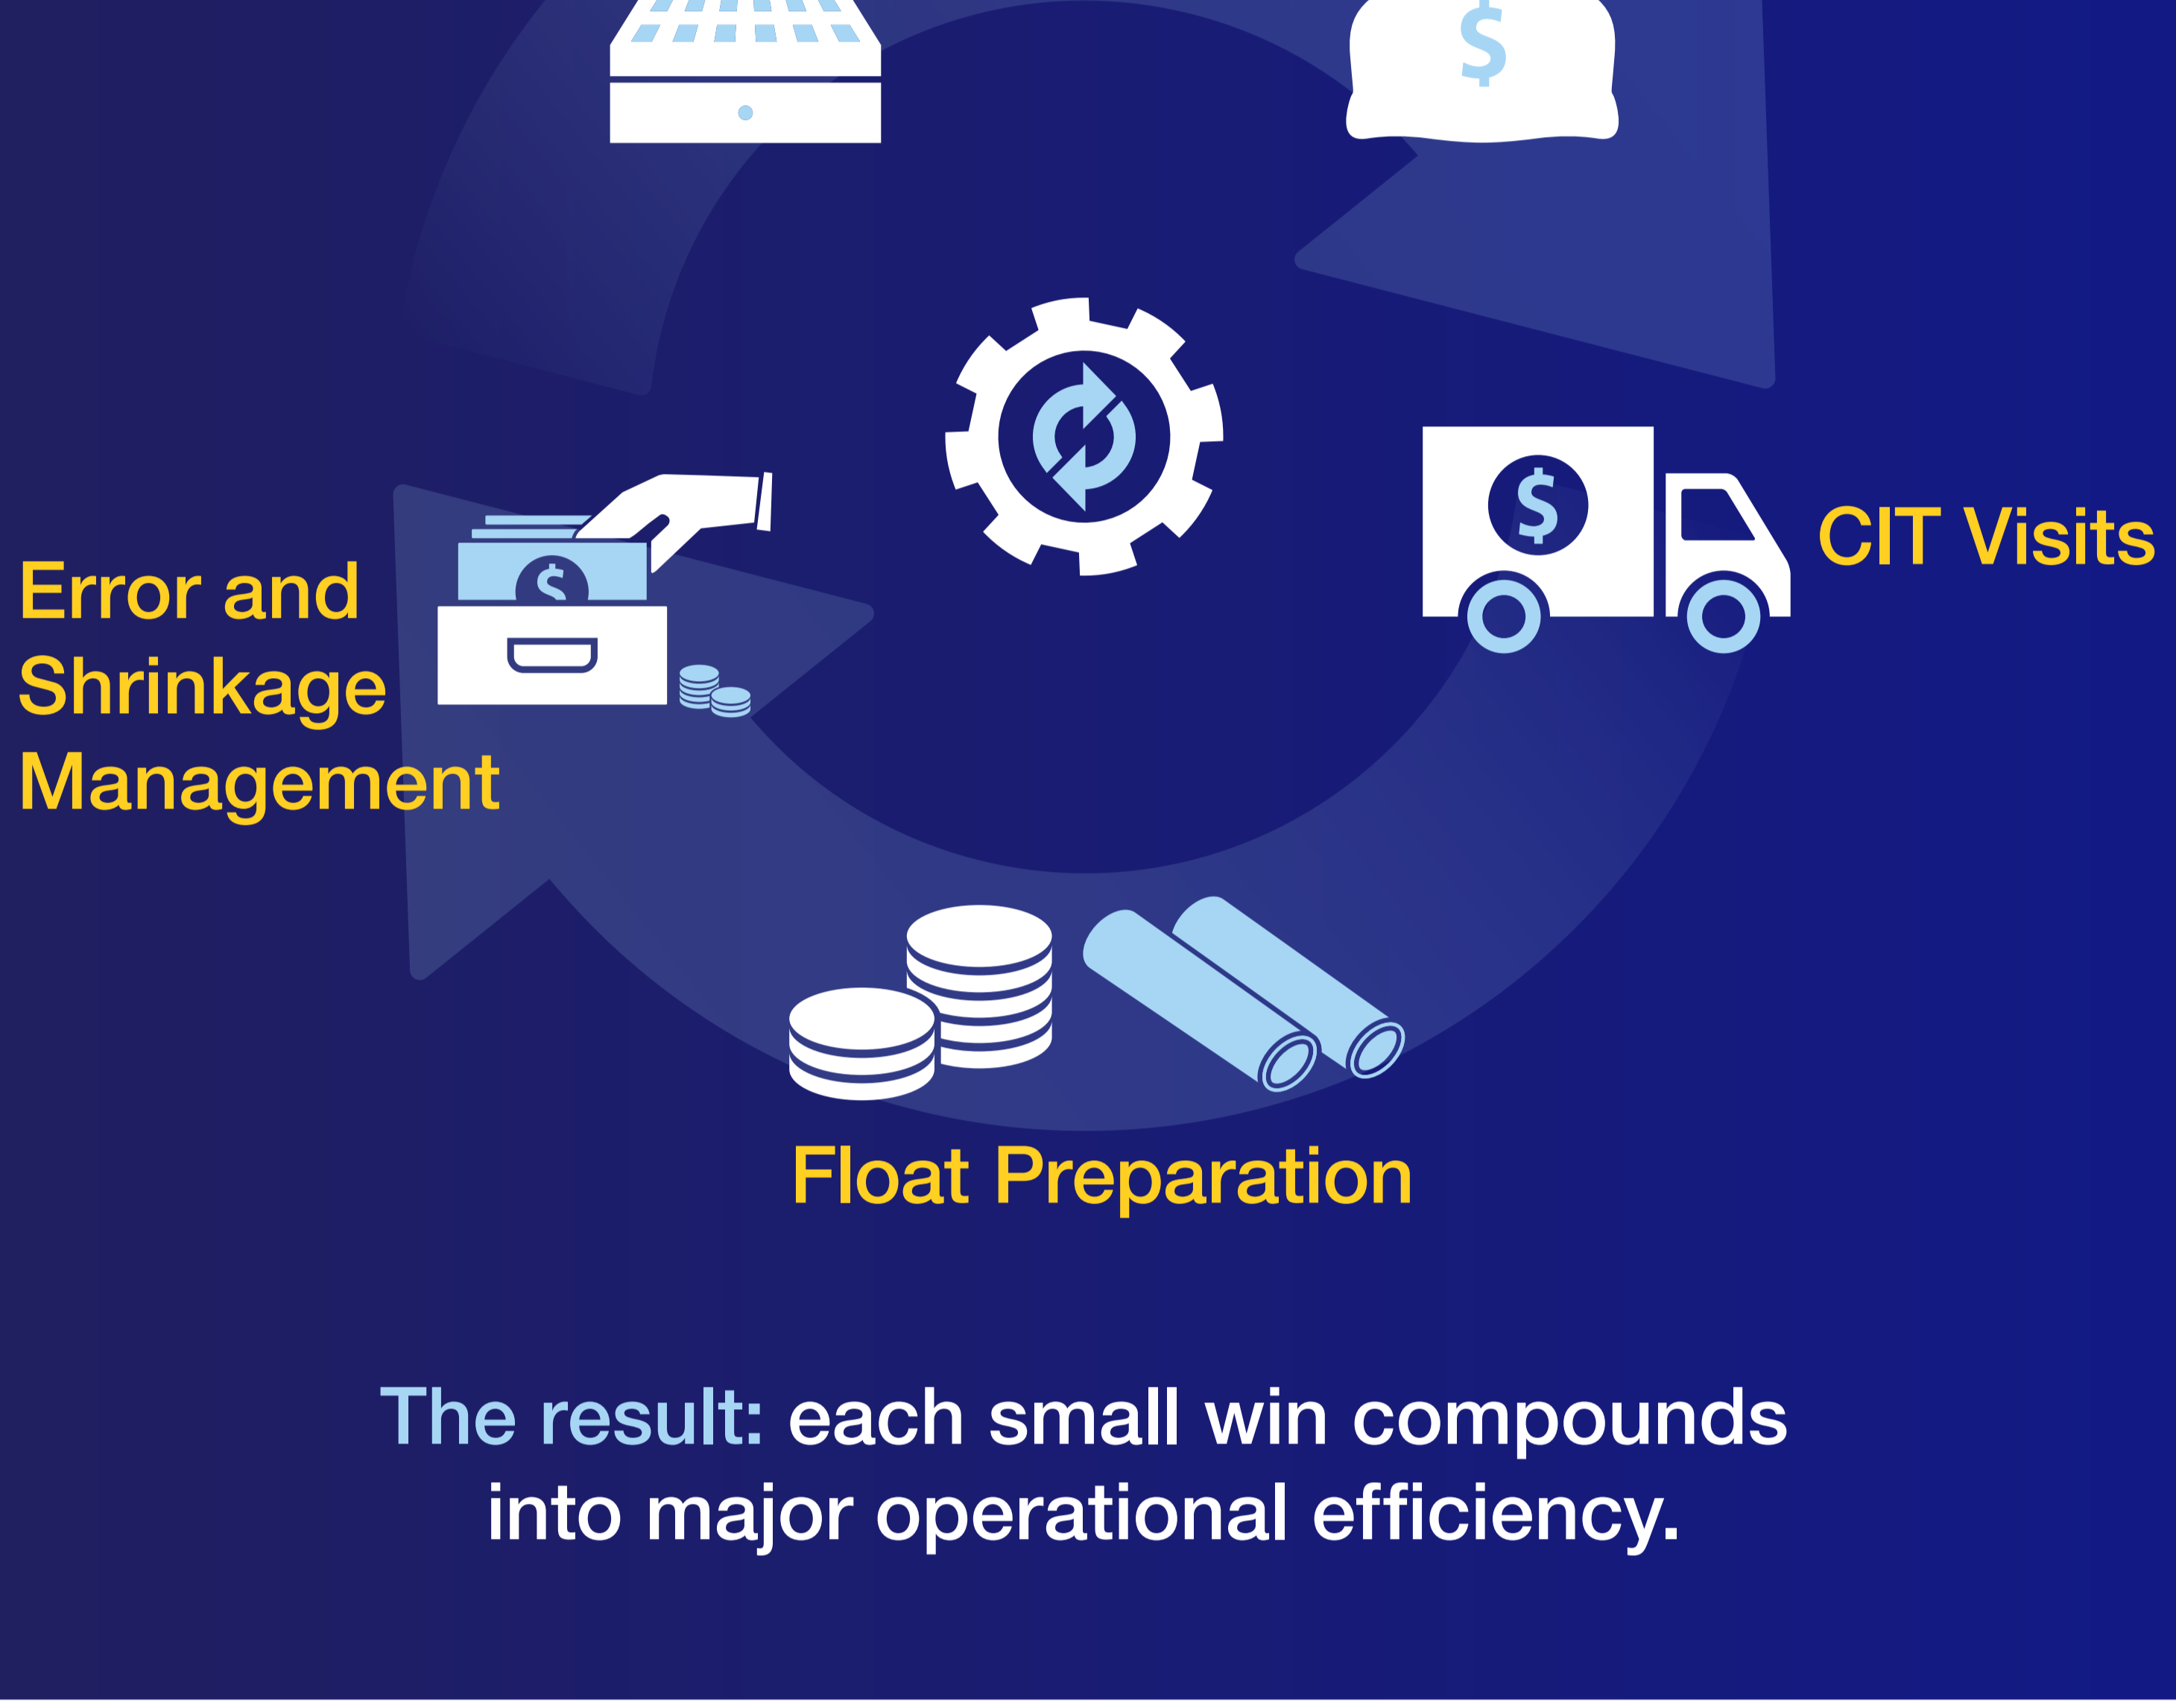 $
$
CIT Visits
$
Error and
Shrinkage
Management
Float Preparation
The result: each small win compounds
into major operational efficiency.